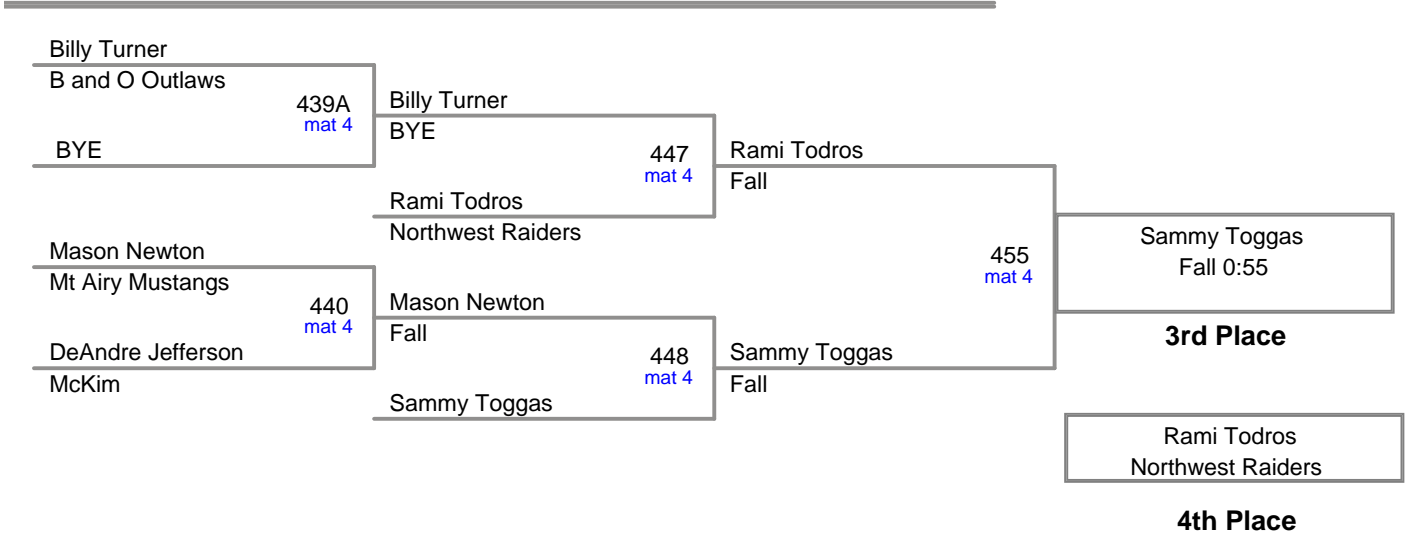 Billy Turner
B and O Outlaws
439A
mat 4
BYE
Billy Turner
BYE
447
mat 4
Rami Todros
Northwest Raiders
Rami Todros
Fall
Mason Newton
Mt Airy Mustangs
440
mat 4
DeAndre Jefferson
McKim
Mason Newton
Fall
448
mat 4
Sammy Toggas
Sammy Toggas
Fall
455
mat 4
Sammy Toggas
Fall 0:55
3rd Place
Rami Todros
Northwest Raiders
4th Place